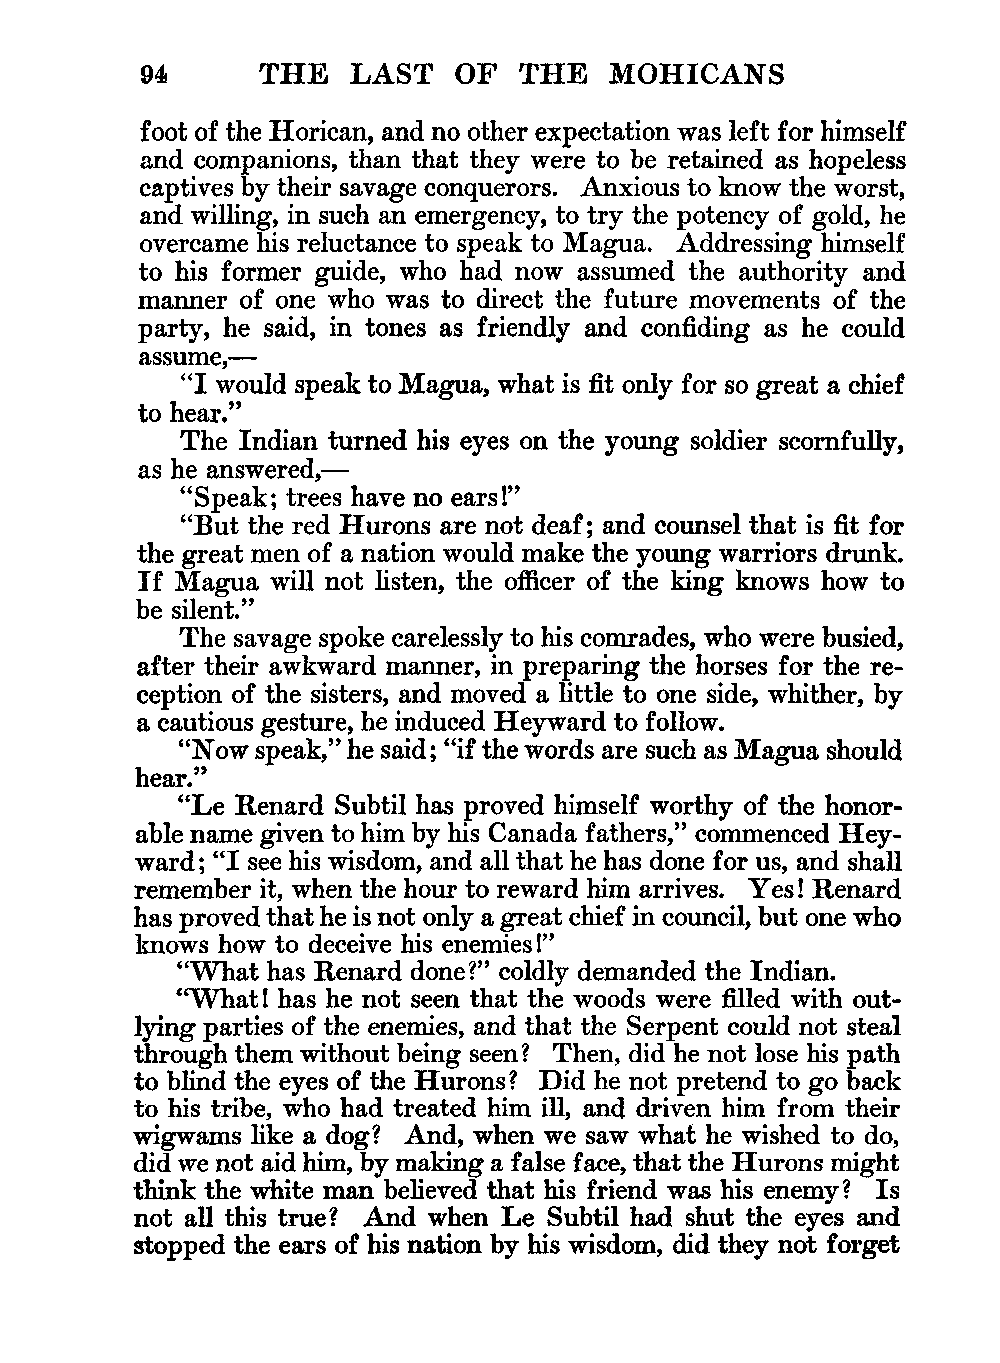 94 THE LAST OF THE MOHICANS
foot of the Horican, and no other expectation was left for himself
and companions, than that they were to be retained as hopeless
captives by their savage conquerors. Anxious to know the worst,
and willing, in such an emergency, to try the potency of gold, he
overcame his reluctance to speak to Magua. Addressing himself
to his former guide, who had now assumed the authority and
manner of one who was to direct the future movements of the
party, he said, in tones as friendly and confiding as he could
assume,—
“I would speak to Magua, what is fit only for so great a chief
to hear.”
The Indian turned his eyes on the young soldier scornfully,
as he answered,—
“Speak; trees have no ears!”
“But the red Hurons are not deaf; and counsel that is fit for
the great men of a nation would make the young warriors drunk.
If Magua will not listen, the officer of the king knows how to
be silent.”
The savage spoke carelessly to his comrades, who were busied,
after their awkward manner, in preparing the horses for the re-
ception of the sisters, and moved a little to one side, whither, by
a cautious gesture, he induced Heyward to follow.
“Now speak,” he said; “if the words are such as Magua should
hear.”
“Le Renard Subtil has proved himself worthy of the honor-
able name given to him by his Canada fathers,” commenced Hey-
ward; “I see his wisdom, and all that he has done for us, and shall
remember it, when the hour to reward him arrives. Yes! Renard
has proved that he is not only a great chief in council, but one who
knows how to deceive his enemies!”
“What has Renard done?” coldly demanded the Indian.
“What! has he not seen that the woods were filled with out-
lying parties of the enemies, and that the Serpent could not steal
through them without being seen? Then, did he not lose his path
to blind the eyes of the Hurons? Did he not pretend to go back
to his tribe, who had treated him ill, and driven him from their
wigwams like a dog? And, when we saw what he wished to do,
did we not aid him, by making a false face, that the Hurons might
think the white man believed that his friend was his enemy? Is
not all this true? And when Le Subtil had shut the eyes and
stopped the ears of his nation by his wisdom, did they not forget